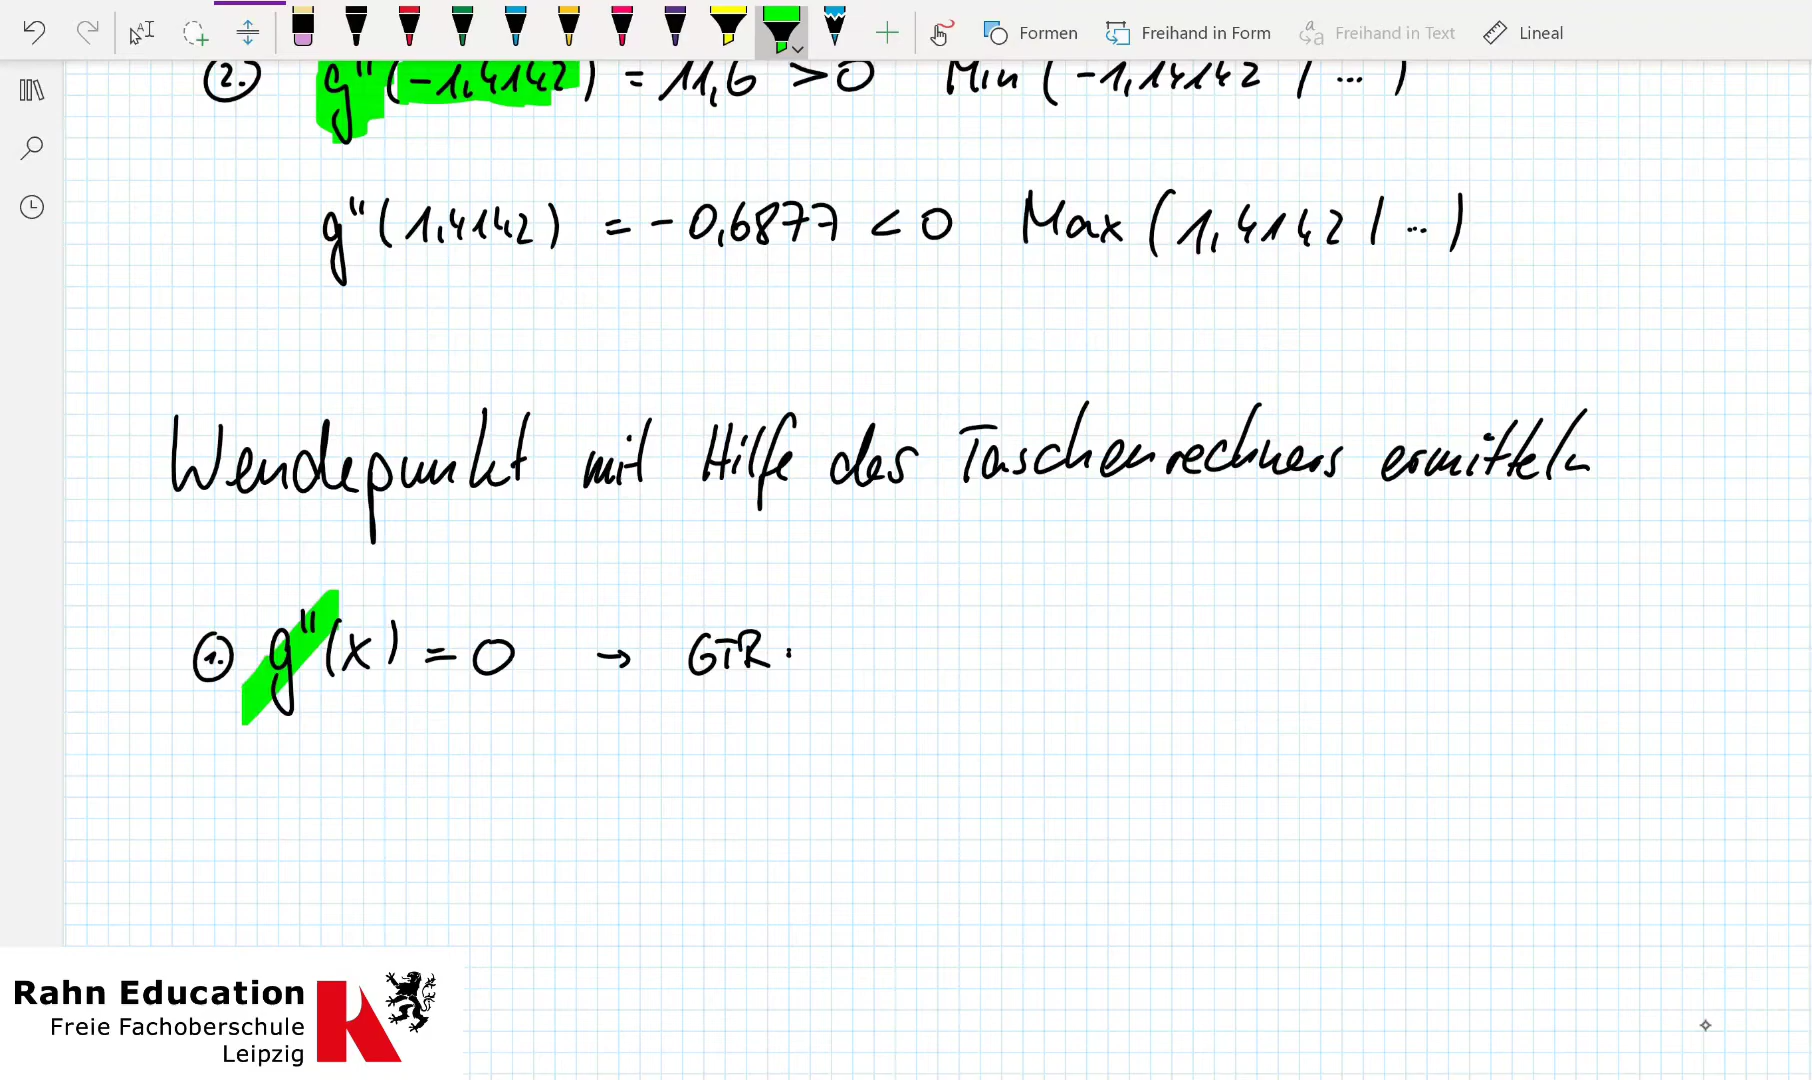 Formen Freihand in Form Freihand in Text Lineal
2. g''(-1,4142) = 11,6 > 0 Min (-1,14142 | ... )
g''(1,4142) = -0,6877 < 0 Max (1,4142 | ... )
Wendepunkt mit Hilfe des Taschenrechners ermitteln
1. g''(x) = 0 → GTR .
Rahn Education
Freie Fachoberschule
Leipzig